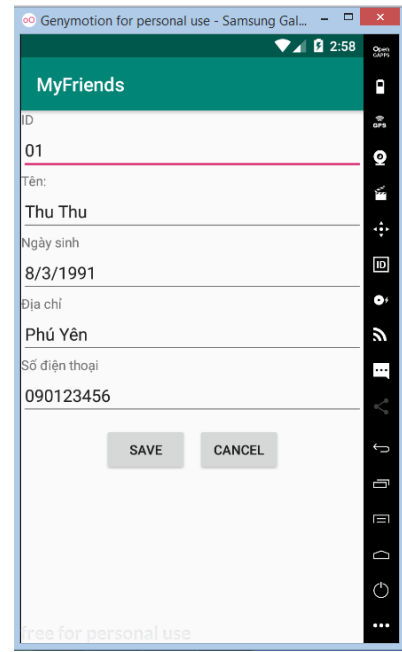 Genymotion for personal use - Samsung Gal...
2:58
Open
GAPPS
MyFriends
ID
01
GPS
Tên:
Thu Thu
Ngày sinh
8/3/1991
ID
Địa chỉ
Phú Yên
Số điện thoại
090123456
SAVE CANCEL
free for personal use